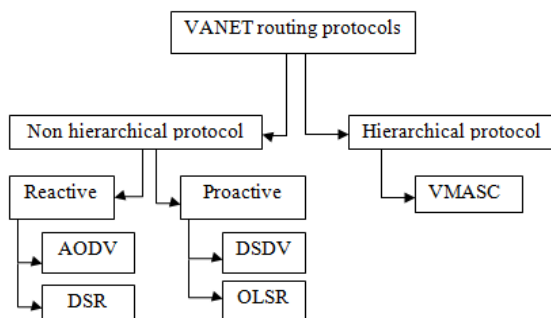 VANET routing protocols
Non hierarchical protocol
Hierarchical protocol
Reactive
Proactive
VMASC
AODV
DSDV
DSR
OLSR